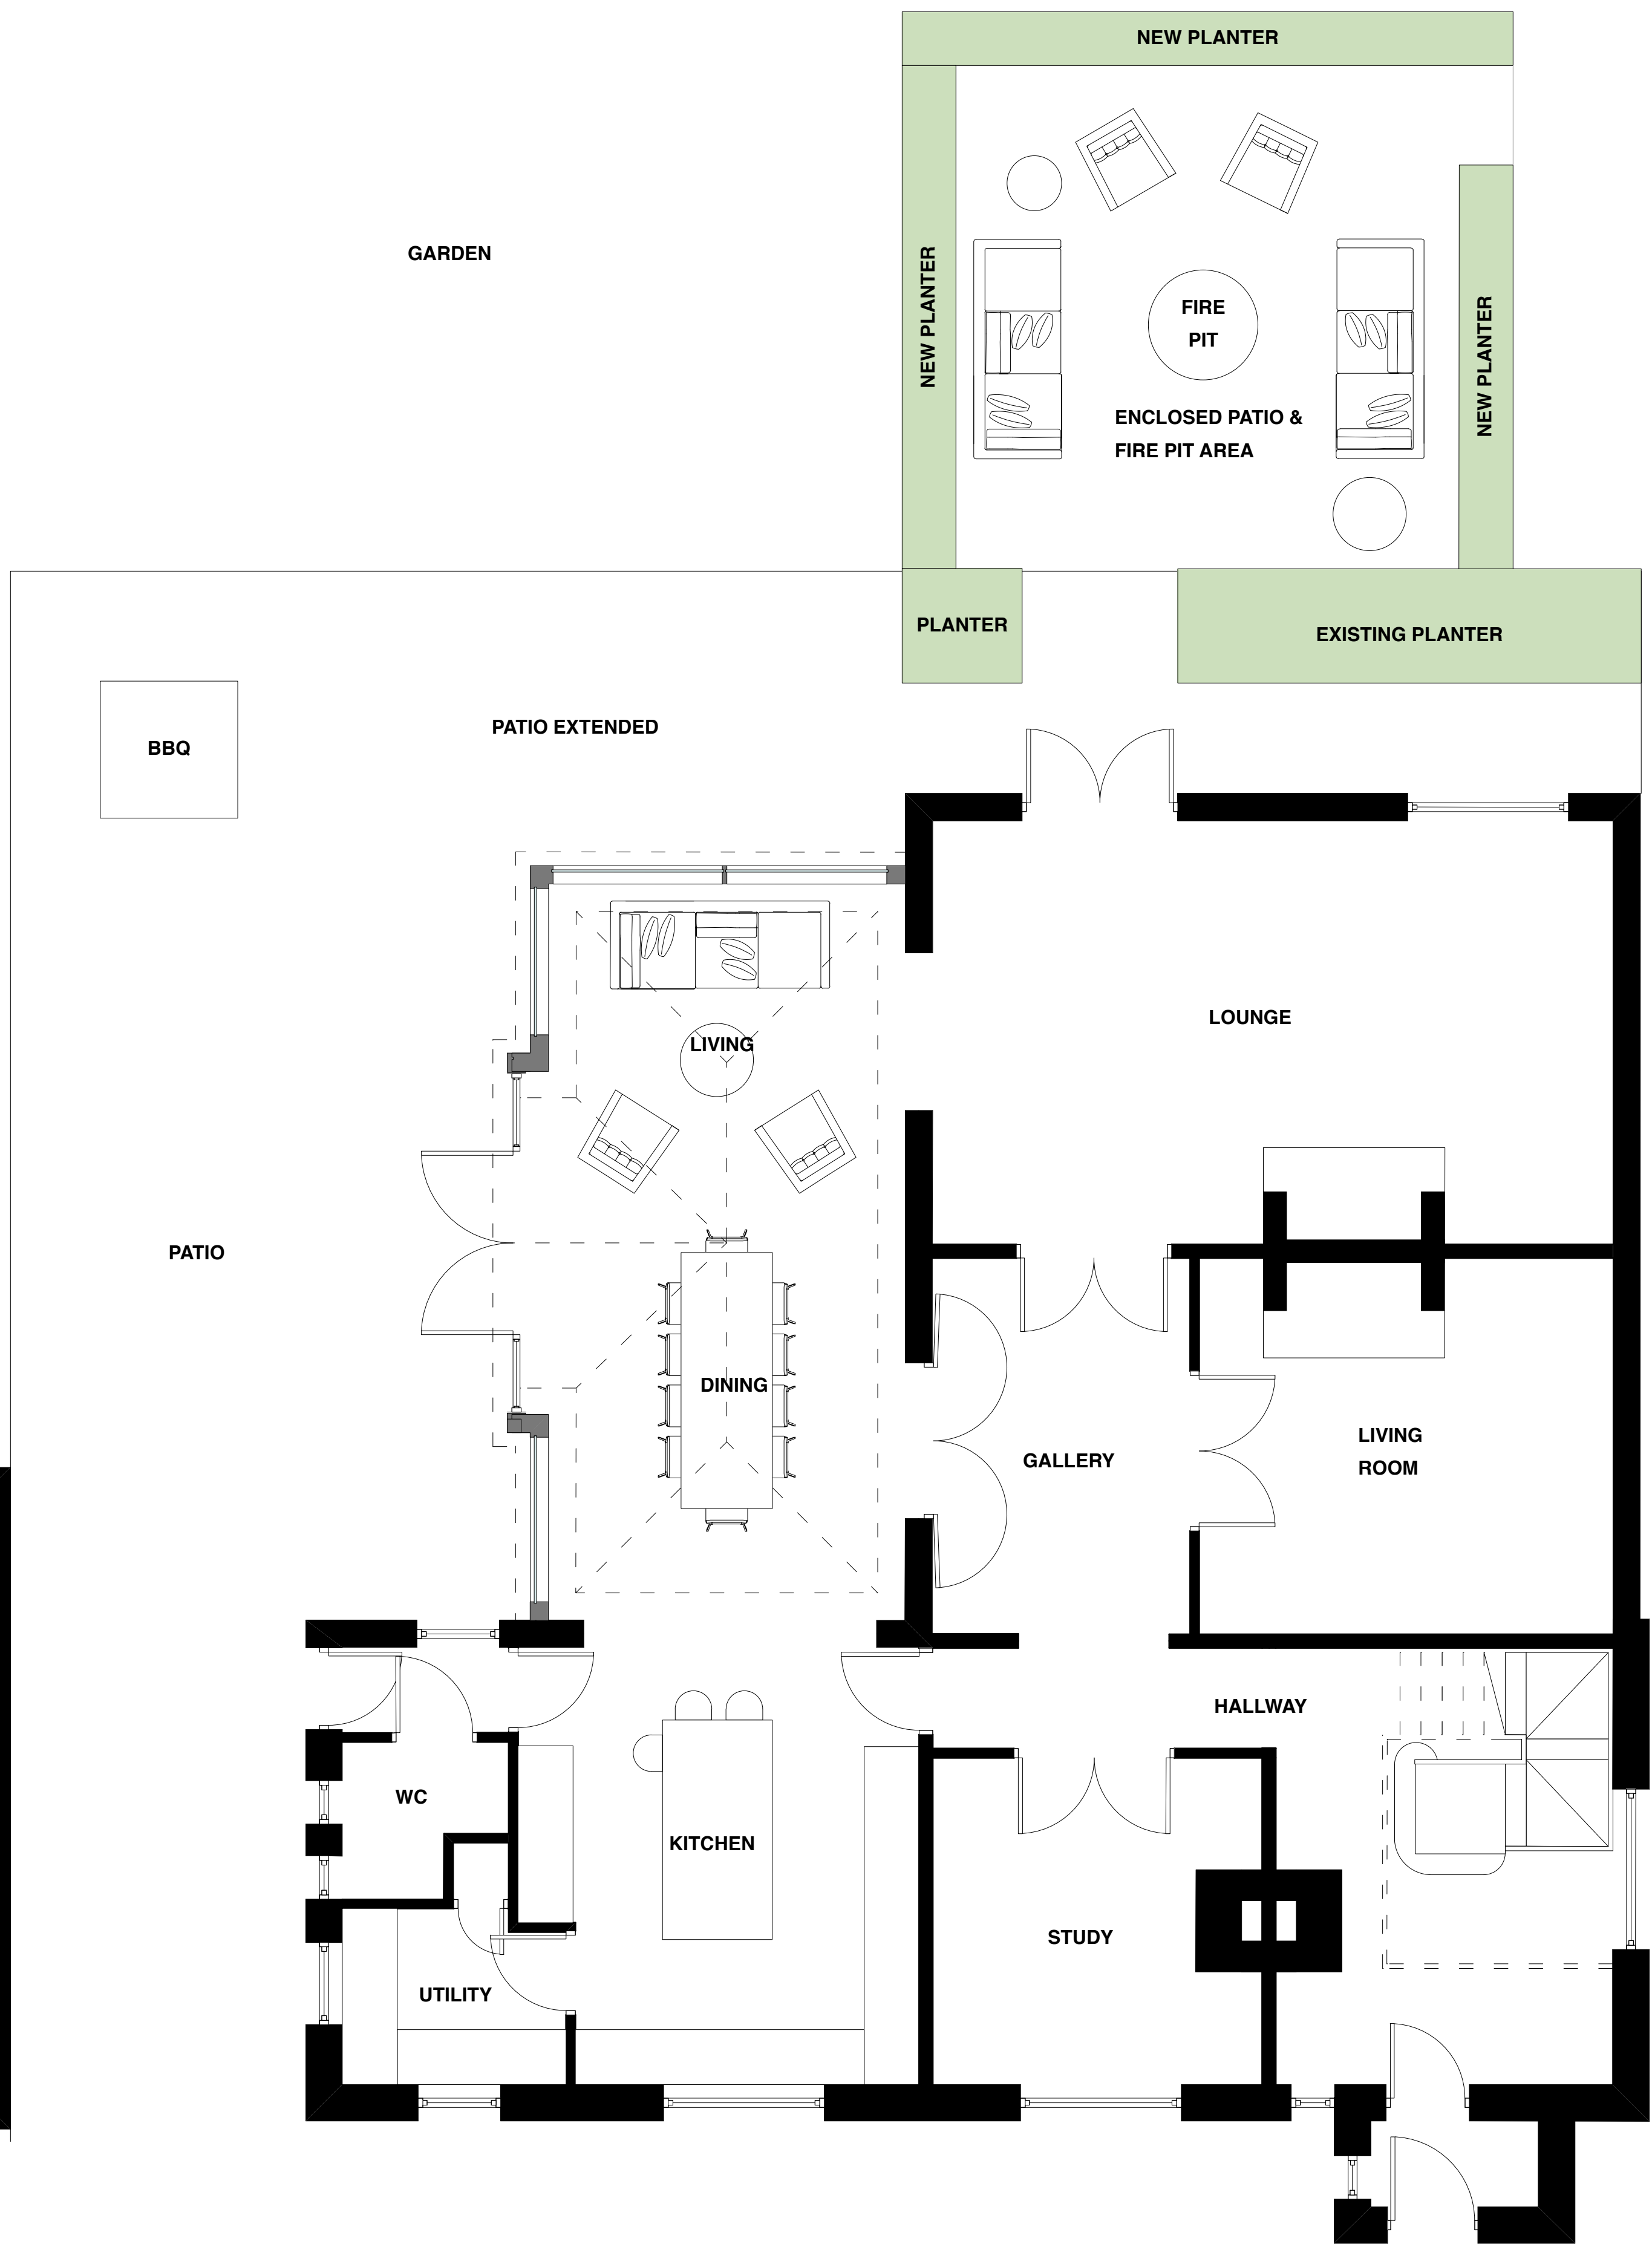 NEW PLANTER
GARDEN
NEW PLANTER
FIRE
PIT
NEW PLANTER
ENCLOSED PATIO &
FIRE PIT AREA
PLANTER
EXISTING PLANTER
PATIO EXTENDED
BBQ
LOUNGE
LIVING
PATIO
DINING
GALLERY
LIVING
ROOM
HALLWAY
WC
KITCHEN
STUDY
UTILITY